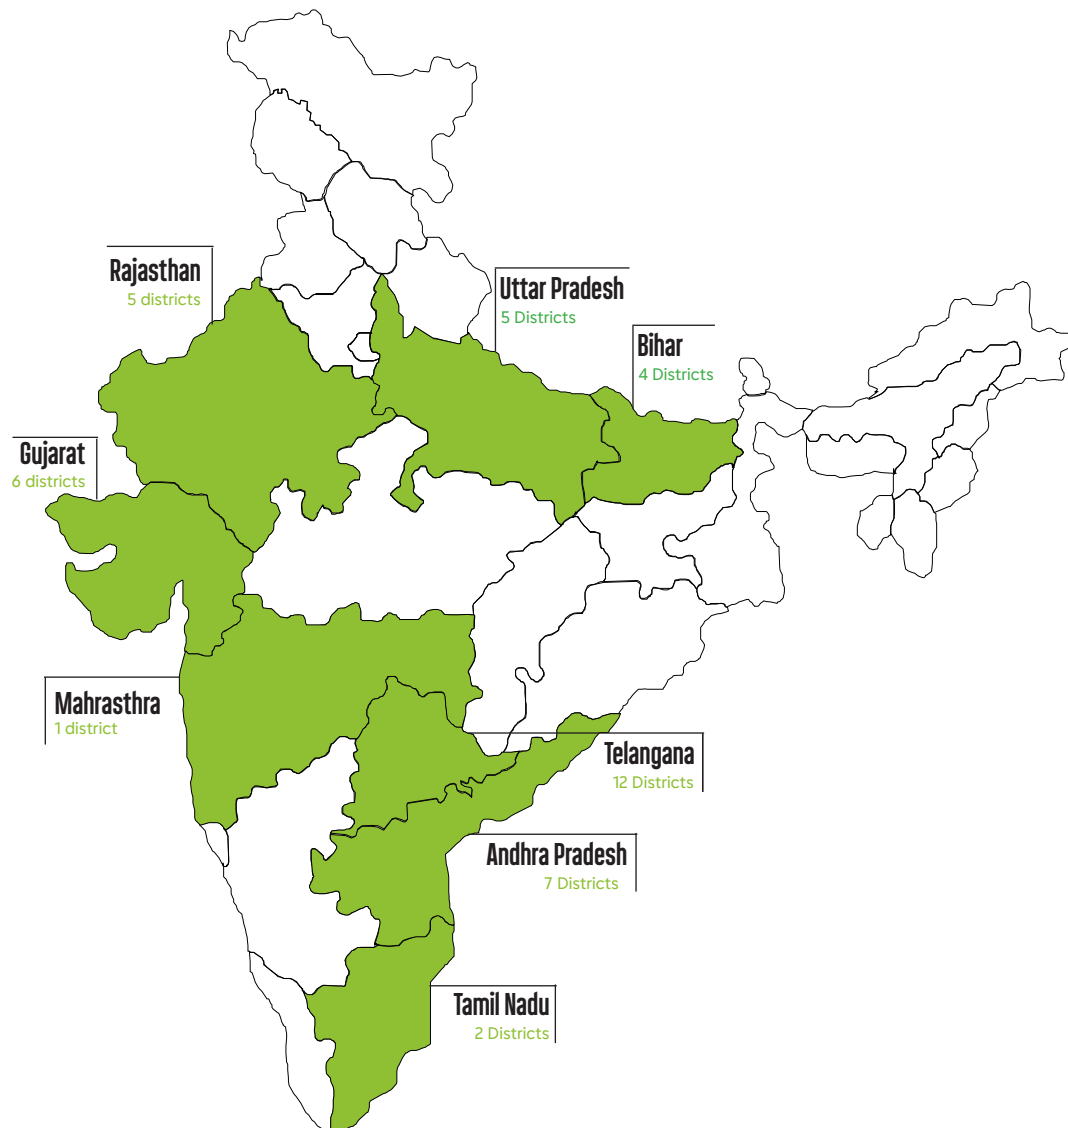 Rajasthan
5 districts
Uttar Pradesh
5 Districts
Bihar
4 Districts
Gujarat
6 districts
Mahrasthra
1 district
Telangana
12 Districts
Andhra Pradesh
7 Districts
Tamil Nadu
2 Districts